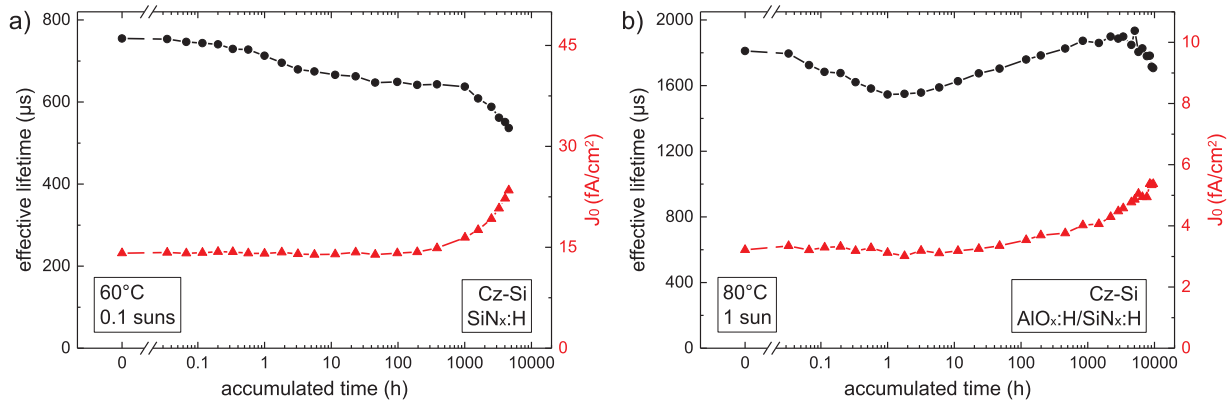 a)
800
600
400
200
0
effective lifetime (µs)
45
30
15
0
J₀ (fA/cm²)
60°C
0.1 suns
Cz-Si
SiNₓ:H
0 0.1 1 10 100 1000 10000
accumulated time (h)
b)
2000
1600
1200
800
400
0
effective lifetime (µs)
10
8
6
4
2
0
J₀ (fA/cm²)
80°C
1 sun
Cz-Si
AlOₓ:H/SiNₓ:H
0 0.1 1 10 100 1000 10000
accumulated time (h)